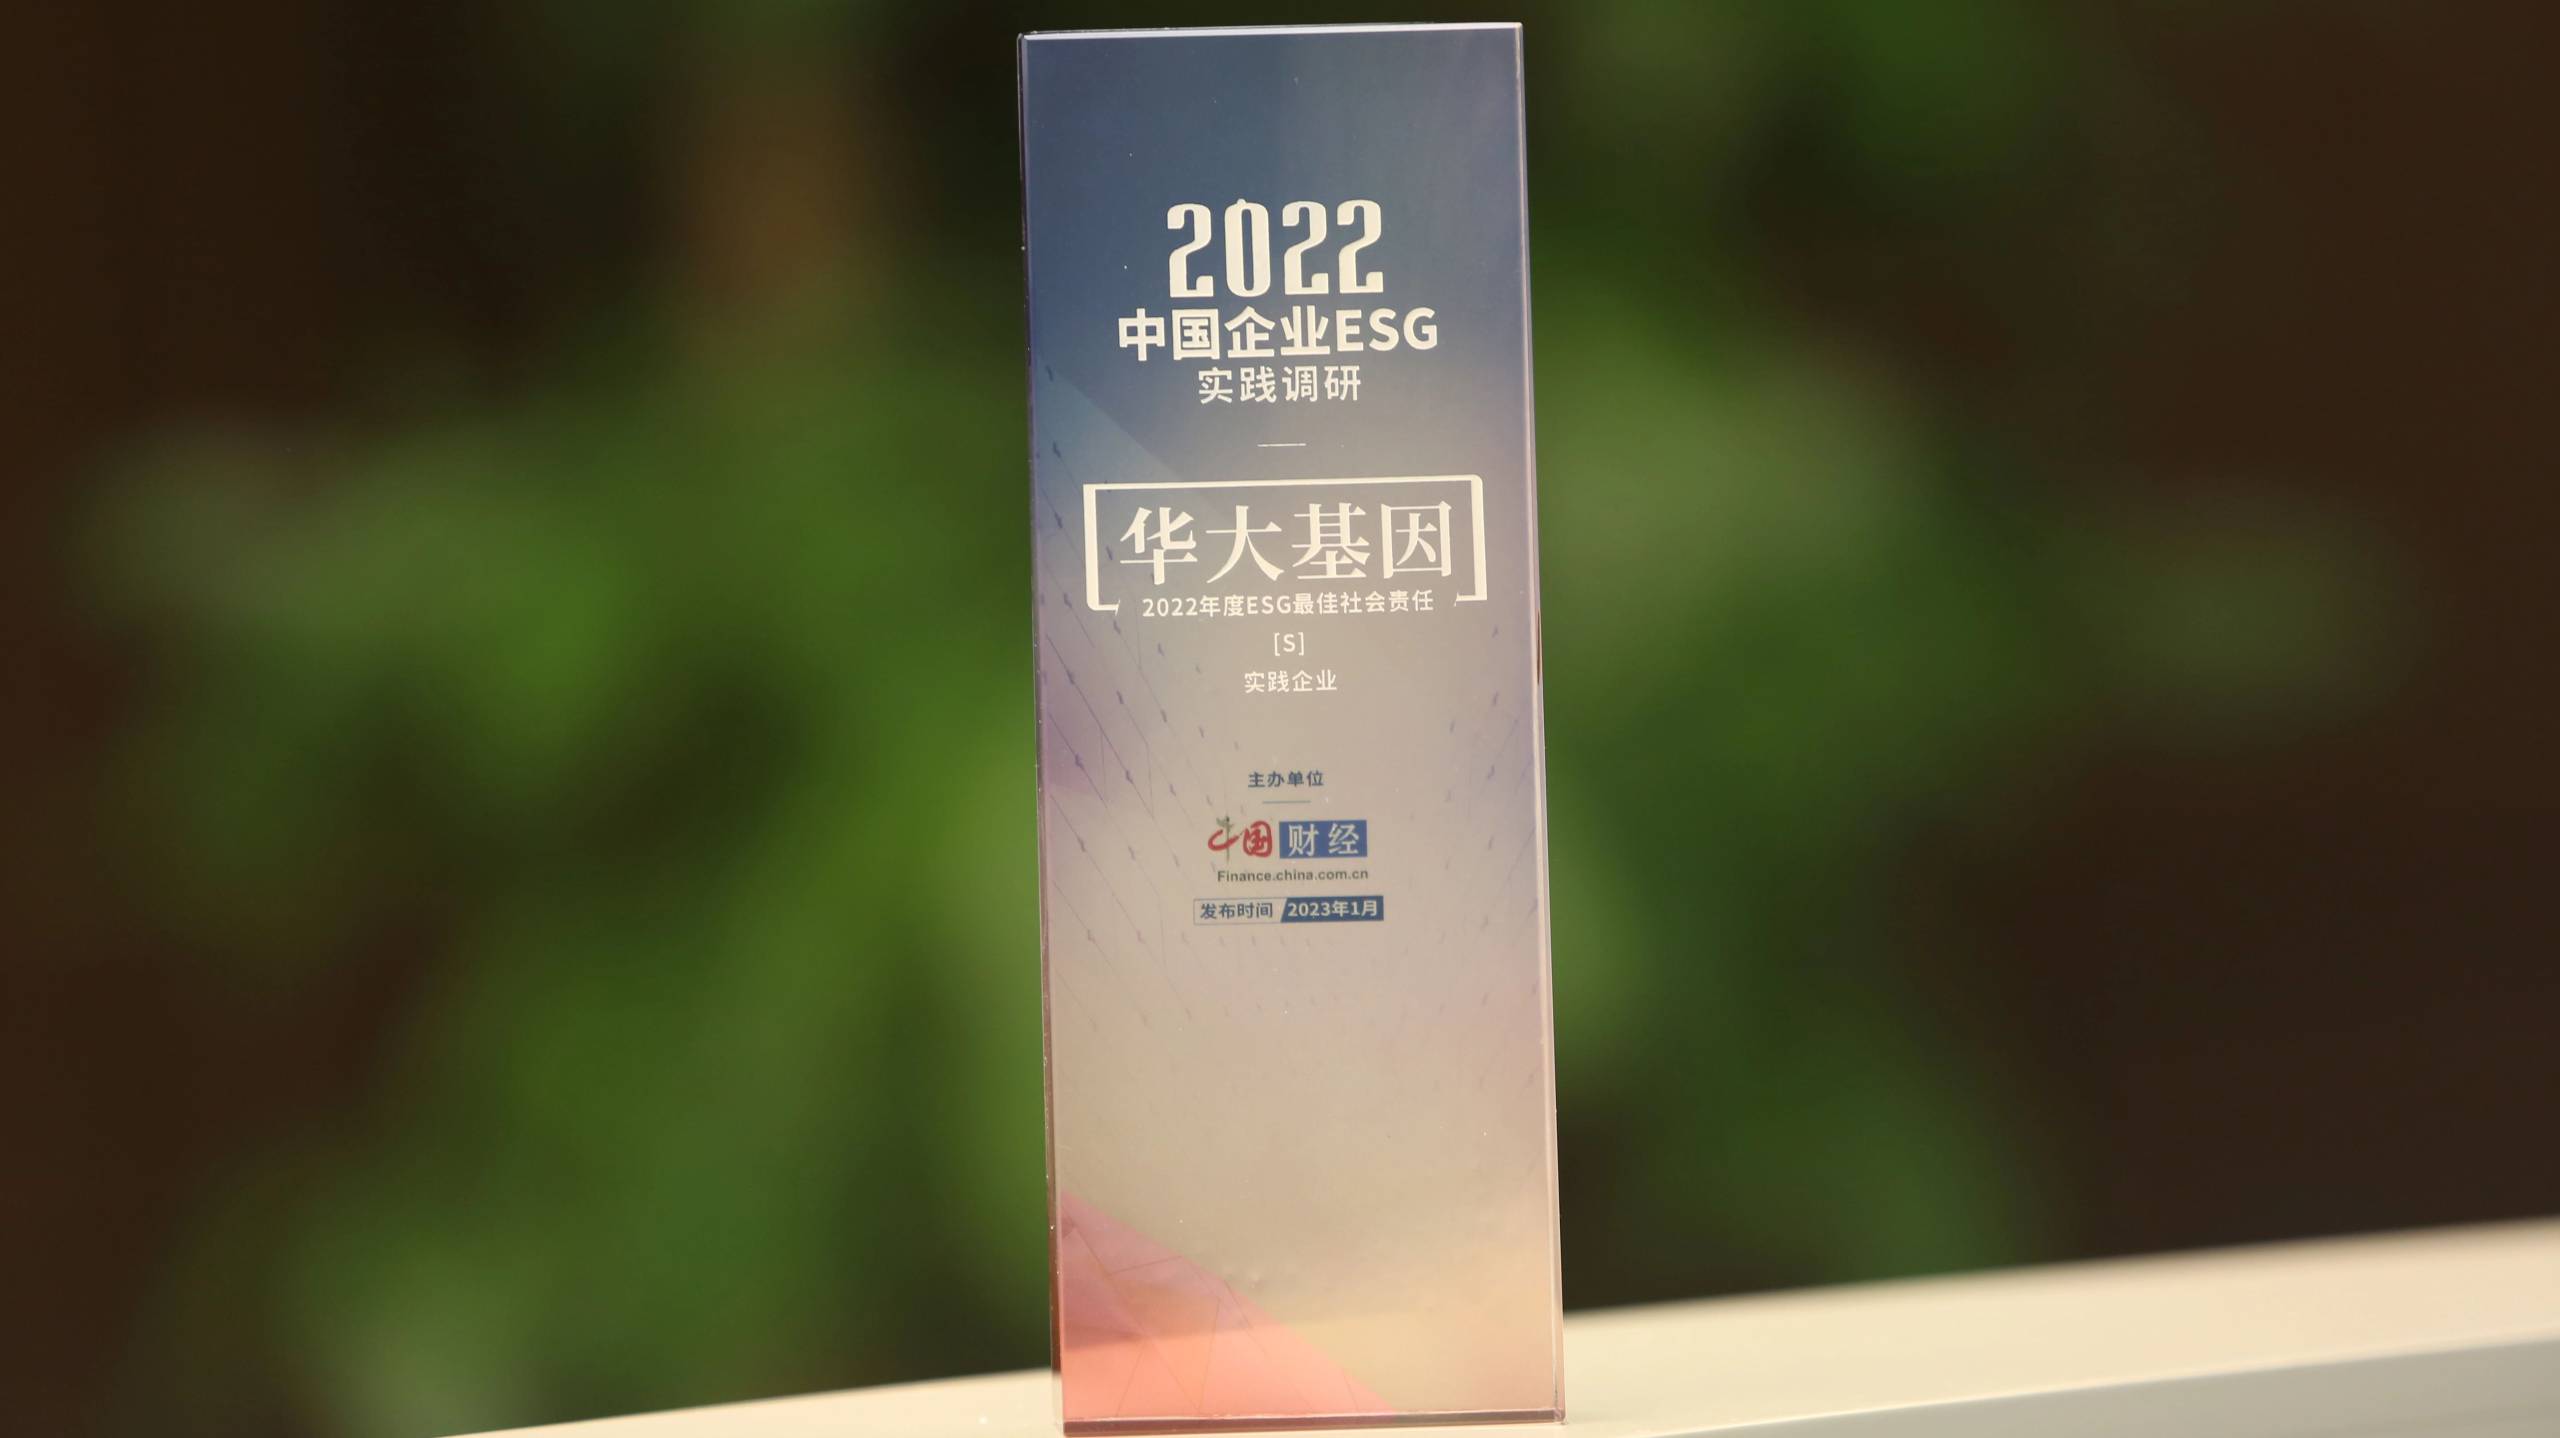 2022
中国企业ESG
实践调研
华大基因
2022年度ESG最佳社会责任
[S]
实践企业
主办单位
中国 财经
Finance.china.com.cn
发布时间 2023年1月